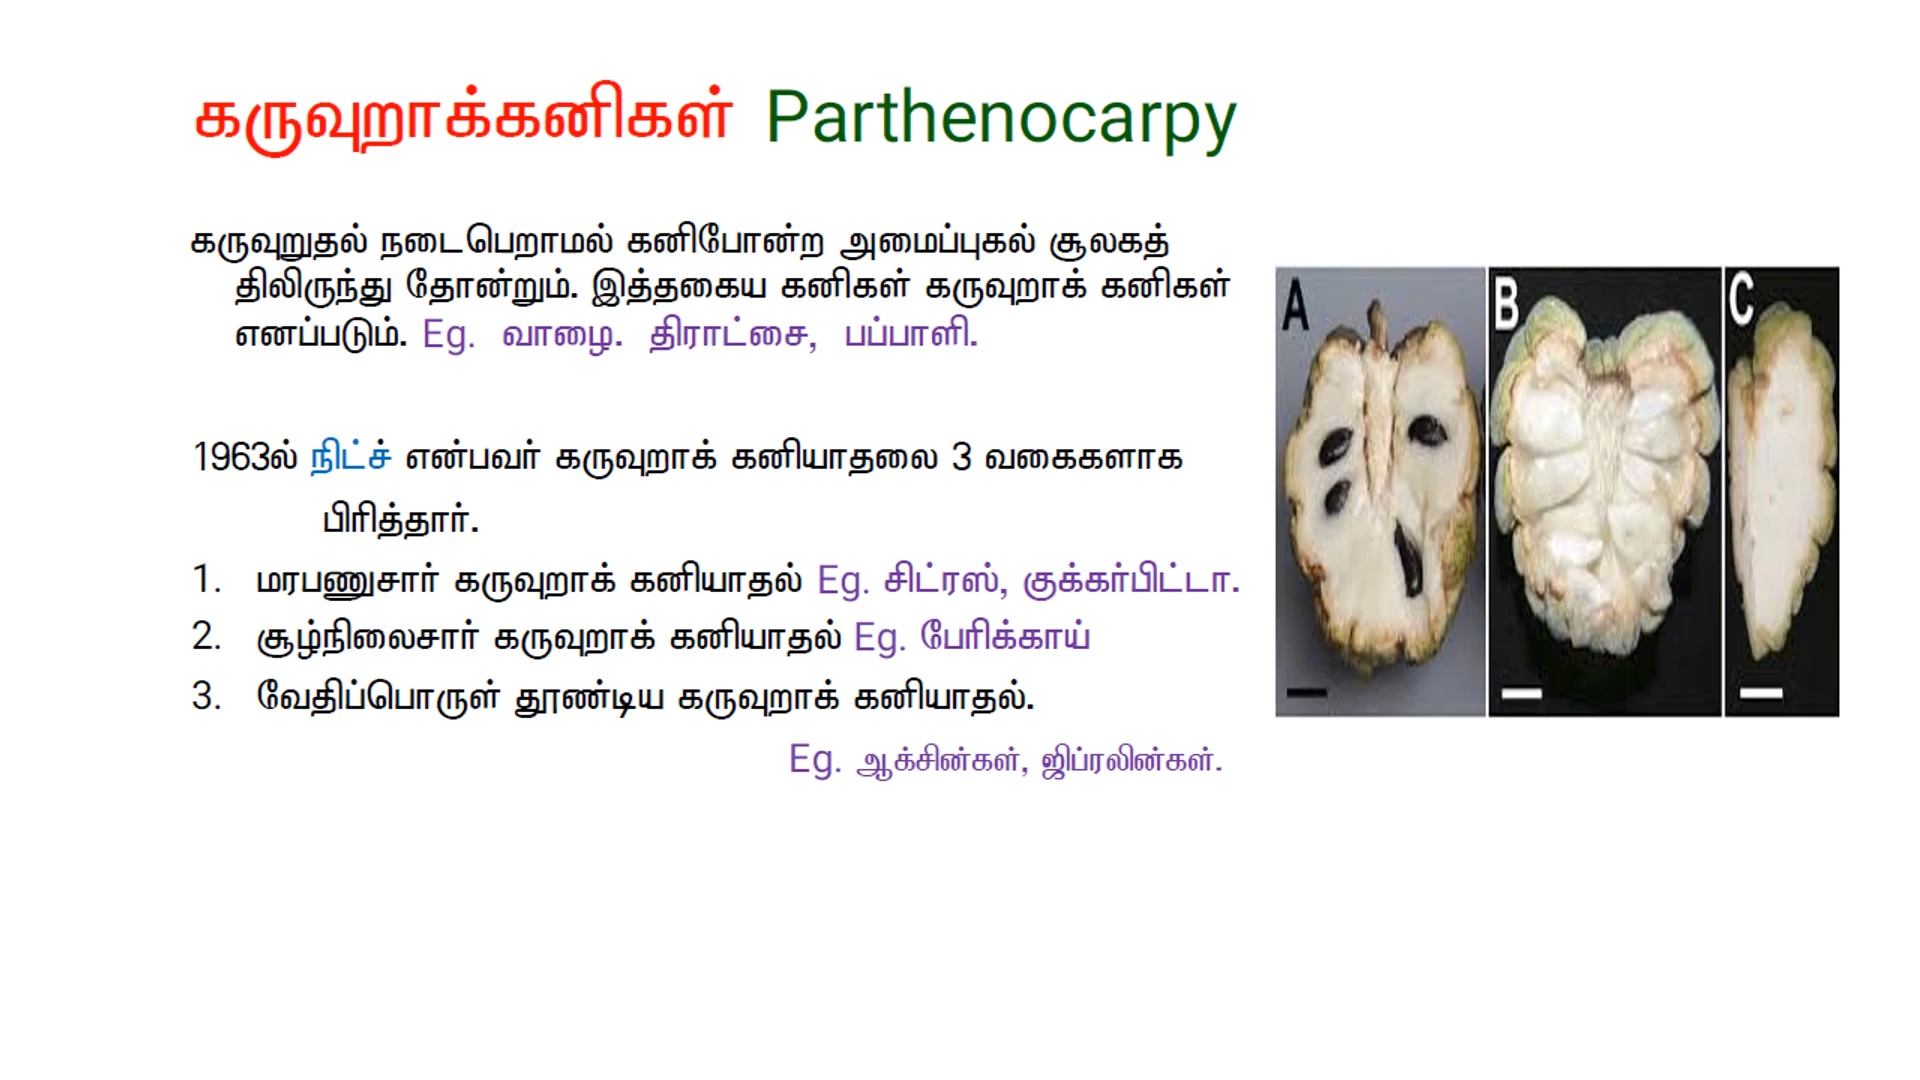 கருவுறாக்கனிகள் Parthenocarpy
கருவுறுதல் நடைபெறாமல் கனிபோன்ற அமைப்புகல் சூலகத்
திலிருந்து தோன்றும். இத்தகைய கனிகள் கருவுறாக் கனிகள்
எனப்படும். Eg. வாழை. திராட்சை, பப்பாளி.
1963ல் நிட்ச் என்பவர் கருவுறாக் கனியாதலை 3 வகைகளாக
பிரித்தார்.
1. மரபணுசார் கருவுறாக் கனியாதல் Eg. சிட்ரஸ், குக்கர்பிட்டா.
2. சூழ்நிலைசார் கருவுறாக் கனியாதல் Eg. பேரிக்காய்
3. வேதிப்பொருள் தூண்டிய கருவுறாக் கனியாதல்.
Eg. ஆக்சின்கள், ஜிப்ரலின்கள்.
A B C